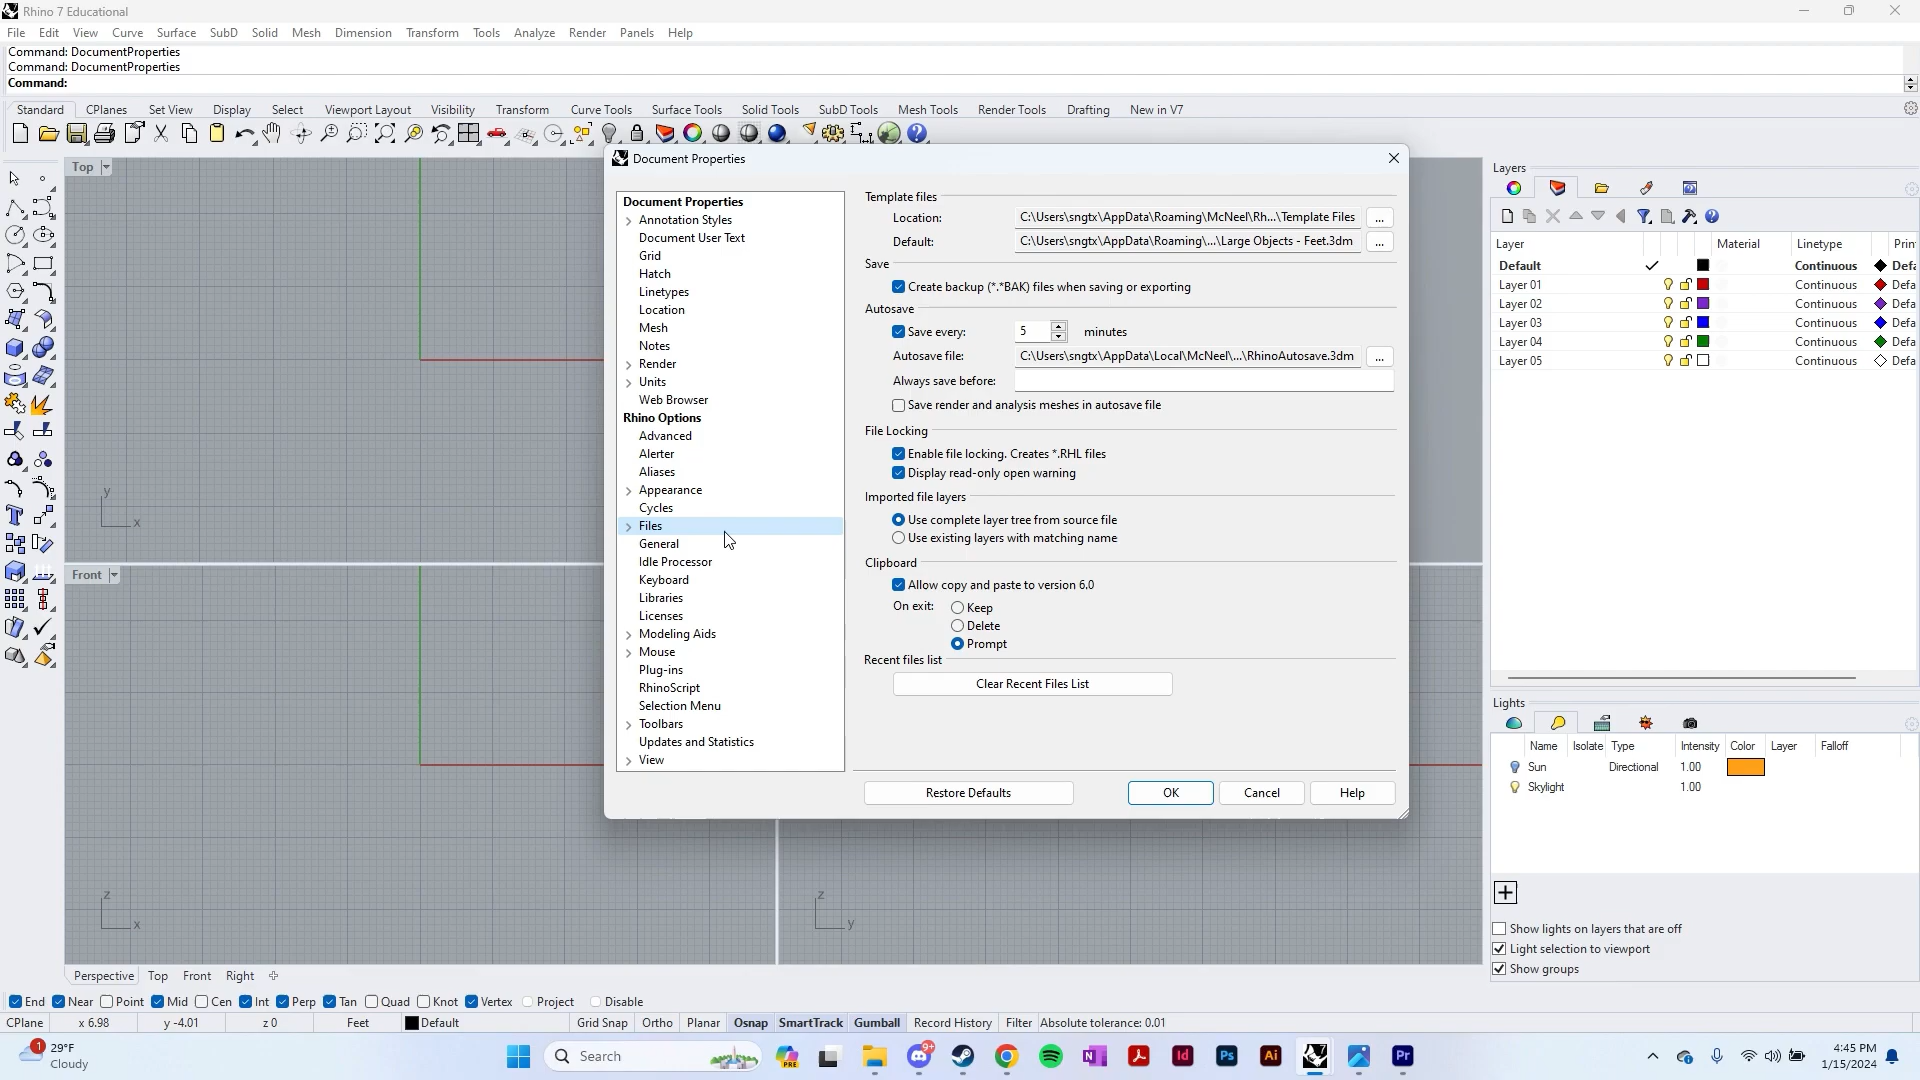 Rhino 7 Educational
File Edit View Curve Surface SubD Solid Mesh Dimension Transform Tools Analyze Render Panels Help
Command: DocumentProperties
Command: DocumentProperties
Command:
Standard CPlanes Set View Display Select Viewport Layout Visibility Transform Curve Tools Surface Tools Solid Tools SubD Tools Mesh Tools Render Tools Drafting New in V7
Top
y
x
Front
z
x
z
y
Document Properties
Document Properties
Annotation Styles
Document User Text
Grid
Hatch
Linetypes
Location
Mesh
Notes
Render
Units
Web Browser
Rhino Options
Advanced
Alerter
Aliases
Appearance
Cycles
Files
General
Idle Processor
Keyboard
Libraries
Licenses
Modeling Aids
Mouse
Plug-ins
RhinoScript
Selection Menu
Toolbars
Updates and Statistics
View
Template files
Location: C:\Users\sngtx\AppData\Roaming\McNeel\Rh...\Template Files ...
Default: C:\Users\sngtx\AppData\Roaming\...\Large Objects - Feet.3dm ...
Save
Create backup (*.*BAK) files when saving or exporting
Autosave
Save every: 5 minutes
Autosave file: C:\Users\sngtx\AppData\Local\McNeel\...\RhinoAutosave.3dm ...
Always save before:
Save render and analysis meshes in autosave file
File Locking
Enable file locking. Creates *.RHL files
Display read-only open warning
Imported file layers
Use complete layer tree from source file
Use existing layers with matching name
Clipboard
Allow copy and paste to version 6.0
On exit: Keep
Delete
Prompt
Recent files list
Clear Recent Files List
Restore Defaults OK Cancel Help
Layers
Layer Material Linetype Prin
Default Continuous Defa
Layer 01 Continuous Defa
Layer 02 Continuous Defa
Layer 03 Continuous Defa
Layer 04 Continuous Defa
Layer 05 Continuous Defa
Lights
Name Isolate Type Intensity Color Layer Falloff
Sun Directional 1.00
Skylight 1.00
Show lights on layers that are off
Light selection to viewport
Show groups
Perspective Top Front Right
End Near Point Mid Cen Int Perp Tan Quad Knot Vertex Project Disable
CPlane x 6.98 y -4.01 z 0 Feet Default Grid Snap Ortho Planar Osnap SmartTrack Gumball Record History Filter Absolute tolerance: 0.01
1 29°F
Cloudy
Search
PRE
9+
N
Id
Ps
Ai
Pr
4:45 PM
1/15/2024